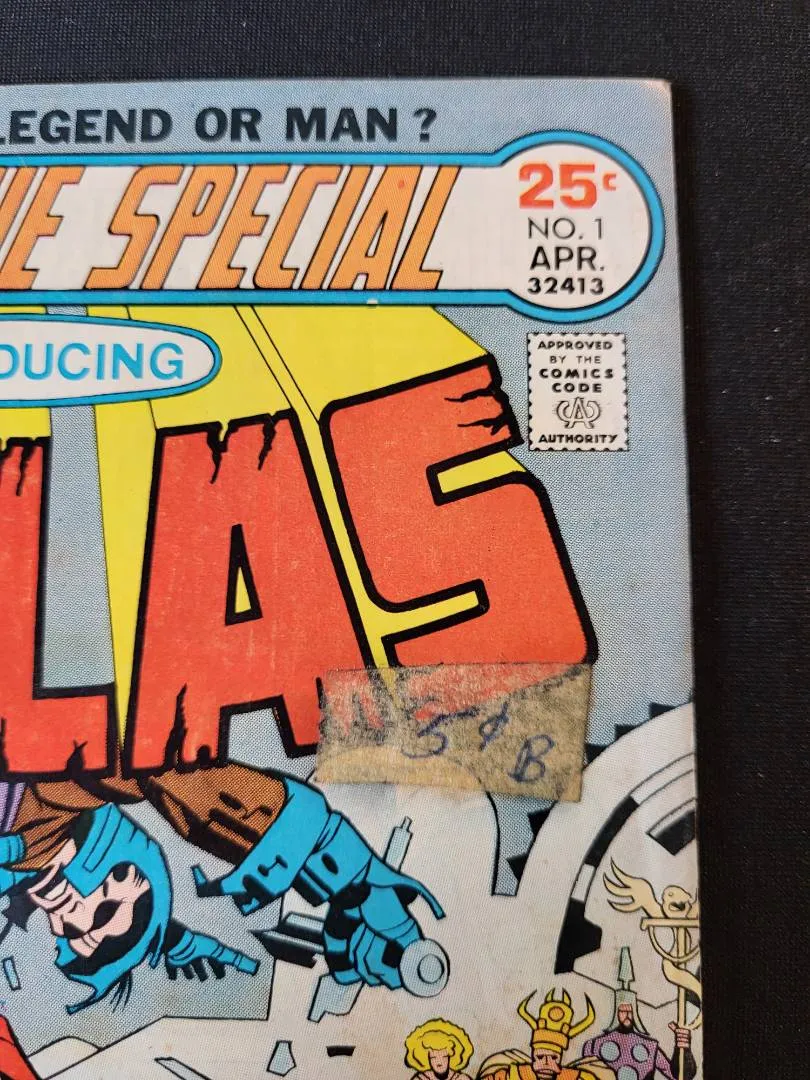 LEGEND OR MAN?
SPECIAL
25¢
NO. 1
APR.
32413
DUCING
APPROVED
BY THE
COMICS
CODE
CA
AUTHORITY
LAS
5¢
B